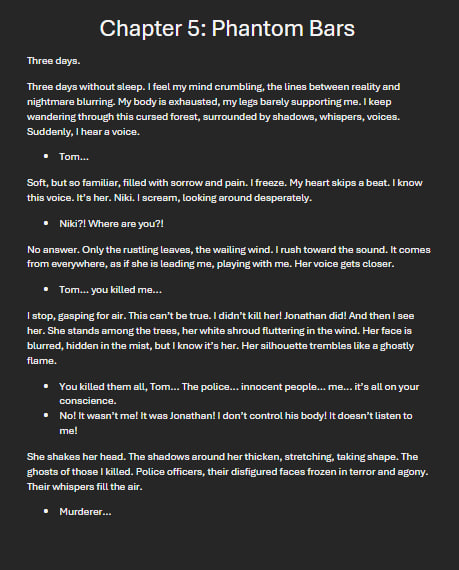 Chapter 5: Phantom Bars
Three days.
Three days without sleep. I feel my mind crumbling, the lines between reality and
nightmare blurring. My body is exhausted, my legs barely supporting me. I keep
wandering through this cursed forest, surrounded by shadows, whispers, voices.
Suddenly, I hear a voice.
• Tom...
Soft, but so familiar, filled with sorrow and pain. I freeze. My heart skips a beat. I know
this voice. It's her. Niki. I scream, looking around desperately.
• Niki?! Where are you?!
No answer. Only the rustling leaves, the wailing wind. I rush toward the sound. It comes
from everywhere, as if she is leading me, playing with me. Her voice gets closer.
• Tom... you killed me...
I stop, gasping for air. This can't be true. I didn't kill her! Jonathan did! And then I see
her. She stands among the trees, her white shroud fluttering in the wind. Her face is
blurred, hidden in the mist, but I know it's her. Her silhouette trembles like a ghostly
flame.
• You killed them all, Tom... The police... innocent people... me... it's all on your
conscience.
• No! It wasn't me! It was Jonathan! I don't control his body! It doesn't listen to
me!
She shakes her head. The shadows around her thicken, stretching, taking shape. The
ghosts of those I killed. Police officers, their disfigured faces frozen in terror and agony.
Their whispers fill the air.
• Murderer...